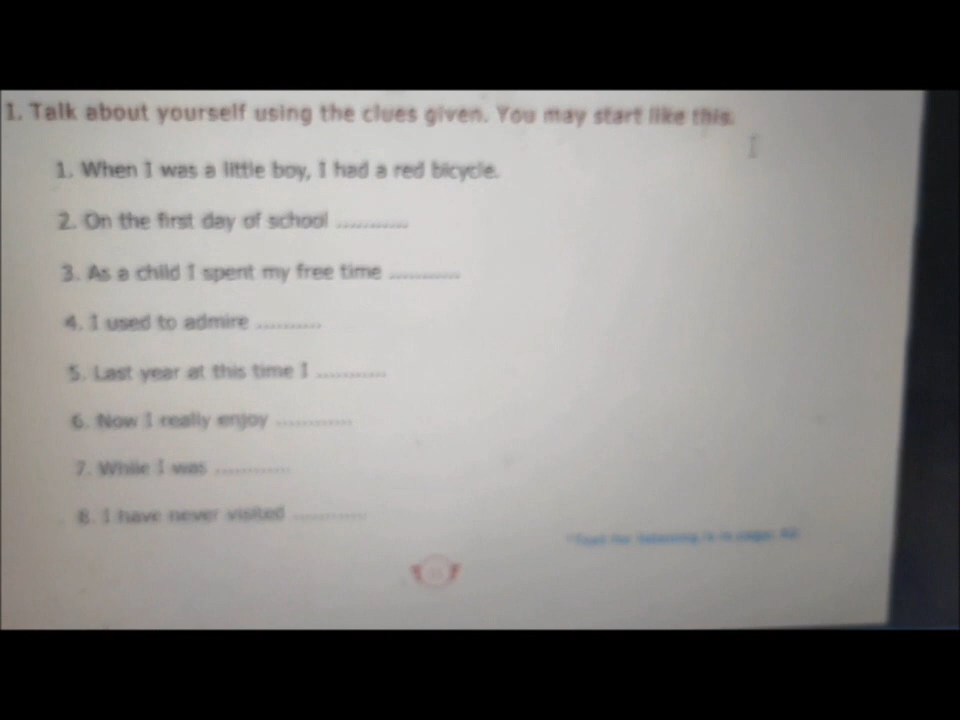 1. Talk about yourself using the clues given. You may start like this.
1. When I was a little boy, I had a red bicycle.
2. On the first day of school ............
3. As a child I spent my free time ............
4. I used to admire ...........
5. Last year at this time I ............
6. Now I really enjoy .............
7. While I was .............
8. I have never visited .............